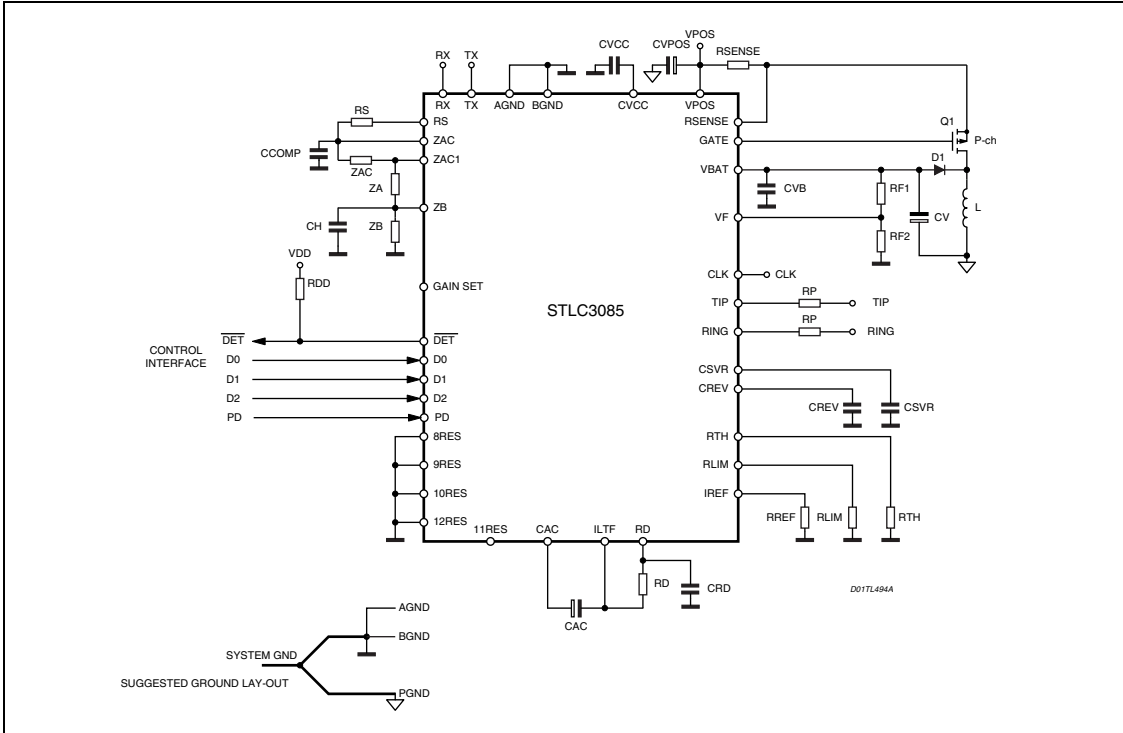 VPOS
RX TX CVCC CVPOS RSENSE
RX TX AGND BGND CVCC VPOS
RS
RS
RSENSE
Q1
ZAC
GATE
P-ch
CCOMP
ZAC1
ZAC
VBAT
D1
ZA
CVB
RF1
L
ZB
VF
CV
CH
ZB
RF2
VDD
RDD
CLK
CLK
GAIN SET
STLC3085
TIP
RP
TIP
RING
RP
RING
DET
DET
CONTROL
INTERFACE
D0
D0
CSVR
D1
D1
CREV
D2
D2
CREV
CSVR
PD
PD
8RES
RTH
9RES
RLIM
10RES
IREF
12RES
RREF
RLIM
RTH
11RES
CAC
ILTF
RD
RD
CRD
D01TL494A
CAC
AGND
BGND
SYSTEM GND
SUGGESTED GROUND LAY-OUT
PGND